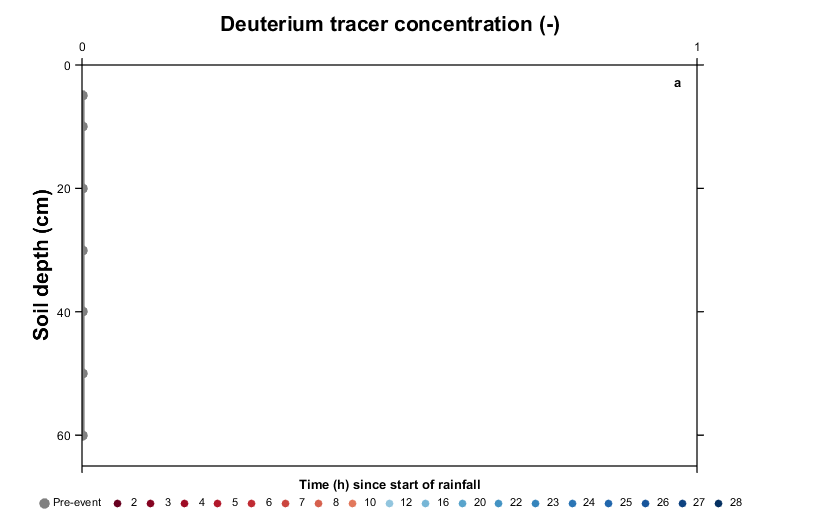 Deuterium tracer concentration (-)
0 1
0
a
20
40
60
Soil depth (cm)
Time (h) since start of rainfall
Pre-event 2 3 4 5 6 7 8 10 12 16 20 22 23 24 25 26 27 28